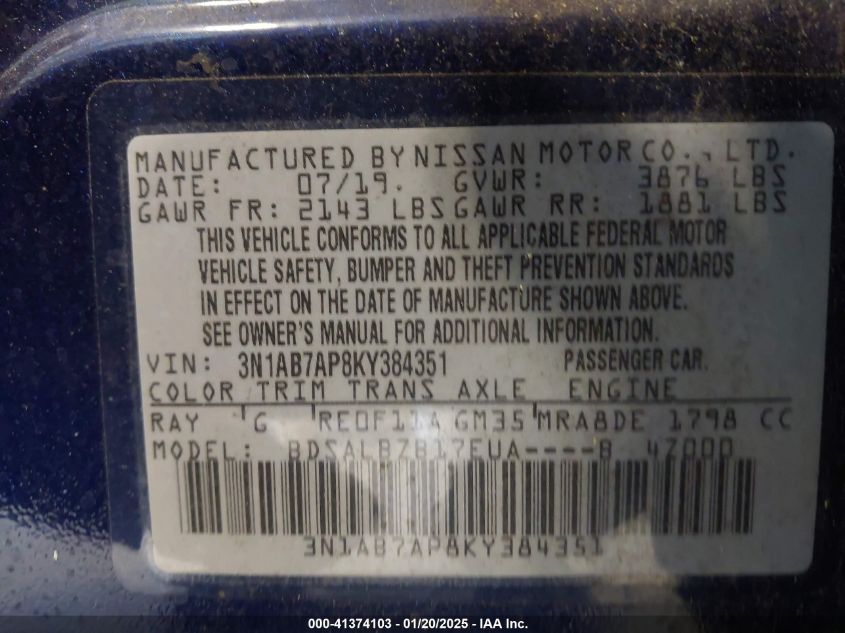 MANUFACTURED BY NISSAN MOTOR CO., LTD.
DATE: 07/19. GVWR: 3876 LBS
GAWR FR: 2143 LBS GAWR RR: 1881 LBS
THIS VEHICLE CONFORMS TO ALL APPLICABLE FEDERAL MOTOR
VEHICLE SAFETY, BUMPER AND THEFT PREVENTION STANDARDS
IN EFFECT ON THE DATE OF MANUFACTURE SHOWN ABOVE.
SEE OWNER'S MANUAL FOR ADDITIONAL INFORMATION.
VIN: 3N1AB7AP8KY384351 PASSENGER CAR.
COLOR TRIM TRANS AXLE ENGINE
RAY G RE0F11A GM35 MRA8DE 1798 CC
MODEL: BDSALBZB17EUA----B 4Z000
3N1AB7AP8KY384351
000-41374103 - 01/20/2025 - IAA Inc.